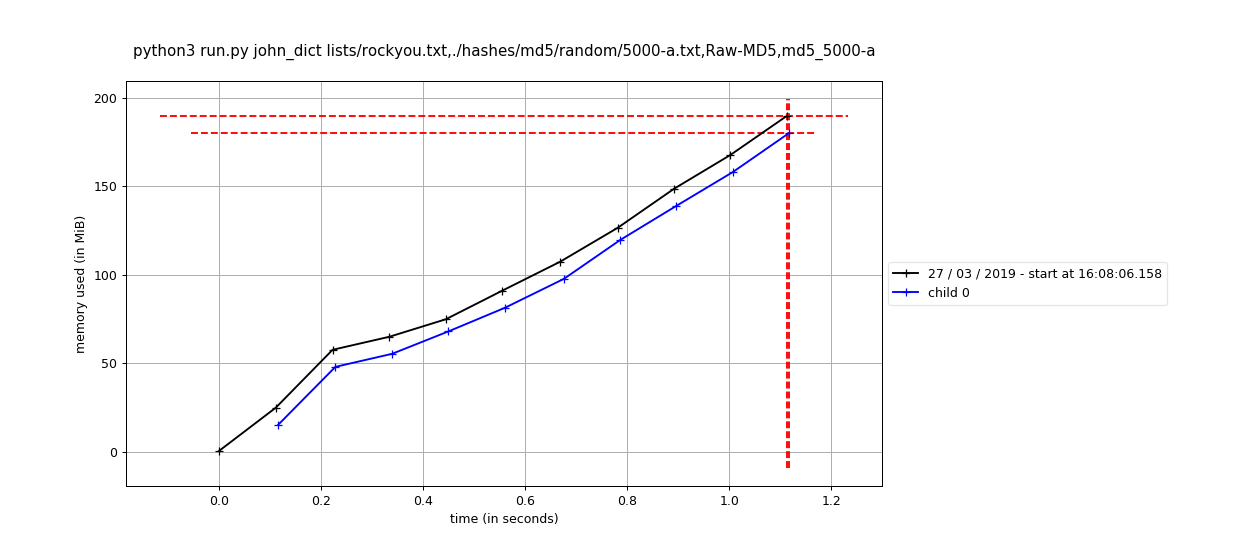 python3 run.py john_dict lists/rockyou.txt,./hashes/md5/random/5000-a.txt,Raw-MD5,md5_5000-a
200
150
100
50
0
memory used (in MiB)
0.0 0.2 0.4 0.6 0.8 1.0 1.2
time (in seconds)
27 / 03 / 2019 - start at 16:08:06.158
child 0